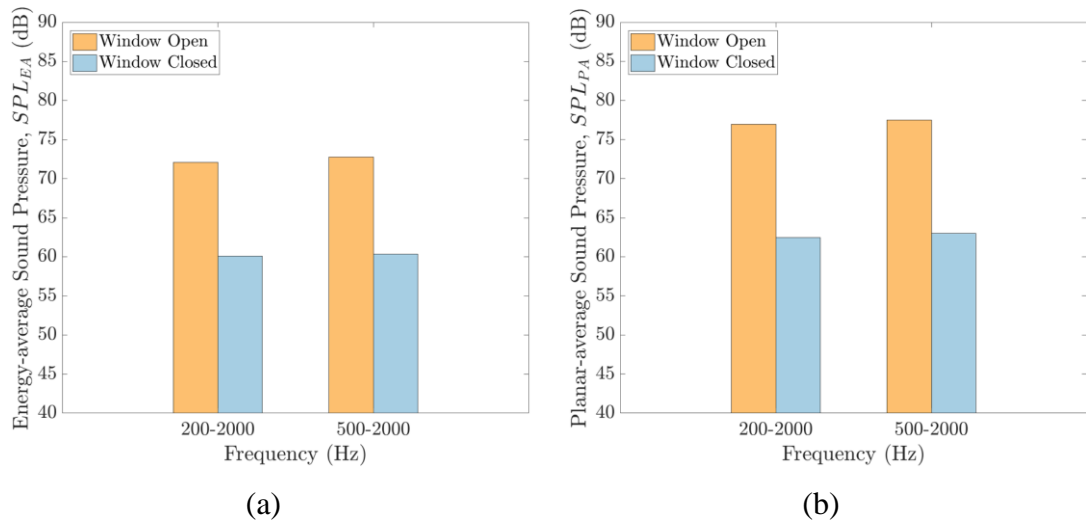 Energy-average Sound Pressure, SPL_EA (dB)
90
85
80
75
70
65
60
55
50
45
40
Window Open
Window Closed
200-2000
500-2000
Frequency (Hz)
(a)
Planar-average Sound Pressure, SPL_PA (dB)
90
85
80
75
70
65
60
55
50
45
40
Window Open
Window Closed
200-2000
500-2000
Frequency (Hz)
(b)